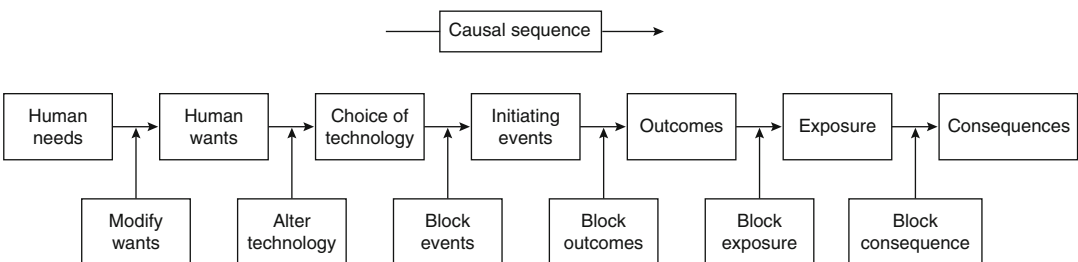 Causal sequence
Human
needs
Human
wants
Choice of
technology
Initiating
events
Outcomes
Exposure
Consequences
Modify
wants
Alter
technology
Block
events
Block
outcomes
Block
exposure
Block
consequence